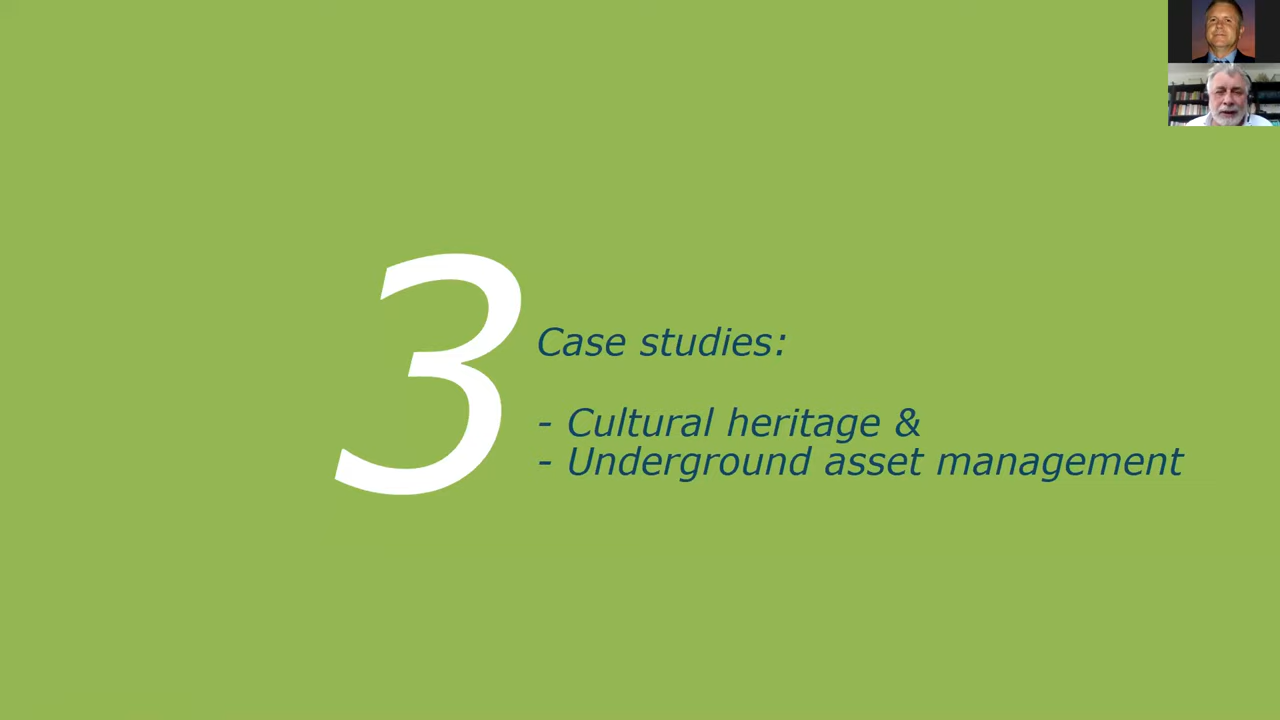 3
Case studies:
- Cultural heritage &
- Underground asset management